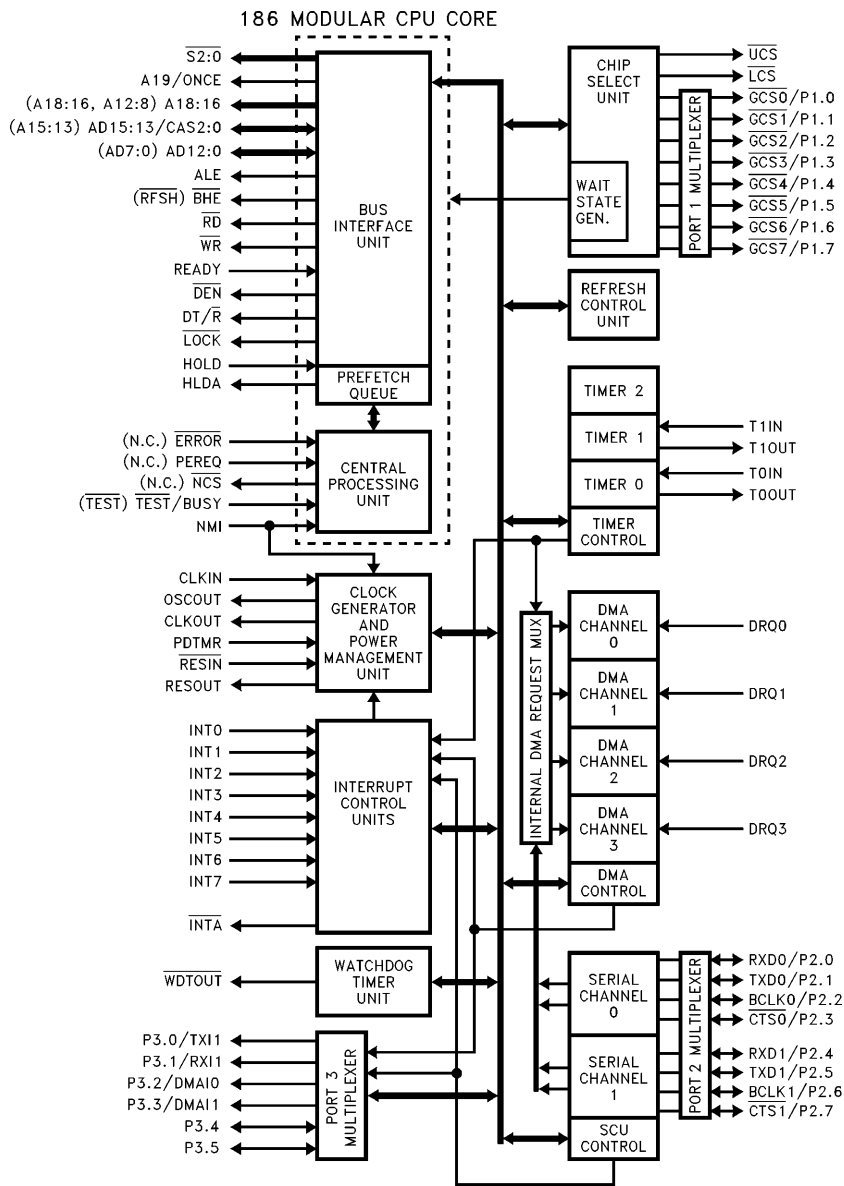 186 MODULAR CPU CORE
S2:0
A19/ONCE
(A18:16, A12:8) A18:16
(A15:13) AD15:13/CAS2:0
(AD7:0) AD12:0
ALE
(RFSH) BHE
RD
WR
READY
DEN
DT/R
LOCK
HOLD
HLDA
BUS
INTERFACE
UNIT
PREFETCH
QUEUE
(N.C.) ERROR
(N.C.) PEREQ
(N.C.) NCS
(TEST) TEST/BUSY
NMI
CENTRAL
PROCESSING
UNIT
CLKIN
OSCOUT
CLKOUT
PDTMR
RESIN
RESOUT
CLOCK
GENERATOR
AND
POWER
MANAGEMENT
UNIT
INT0
INT1
INT2
INT3
INT4
INT5
INT6
INT7
INTA
INTERRUPT
CONTROL
UNITS
WDTOUT
WATCHDOG
TIMER
UNIT
P3.0/TXI1
P3.1/RXI1
P3.2/DMAI0
P3.3/DMAI1
P3.4
P3.5
PORT 3
MULTIPLEXER
CHIP
SELECT
UNIT
WAIT
STATE
GEN.
PORT 1 MULTIPLEXER
UCS
LCS
GCS0/P1.0
GCS1/P1.1
GCS2/P1.2
GCS3/P1.3
GCS4/P1.4
GCS5/P1.5
GCS6/P1.6
GCS7/P1.7
REFRESH
CONTROL
UNIT
TIMER 2
TIMER 1
TIMER 0
TIMER
CONTROL
T1IN
T1OUT
T0IN
T0OUT
INTERNAL DMA REQUEST MUX
DMA
CHANNEL
0
DMA
CHANNEL
1
DMA
CHANNEL
2
DMA
CHANNEL
3
DMA
CONTROL
DRQ0
DRQ1
DRQ2
DRQ3
SERIAL
CHANNEL
0
SERIAL
CHANNEL
1
SCU
CONTROL
PORT 2 MULTIPLEXER
RXD0/P2.0
TXD0/P2.1
BCLK0/P2.2
CTS0/P2.3
RXD1/P2.4
TXD1/P2.5
BCLK1/P2.6
CTS1/P2.7